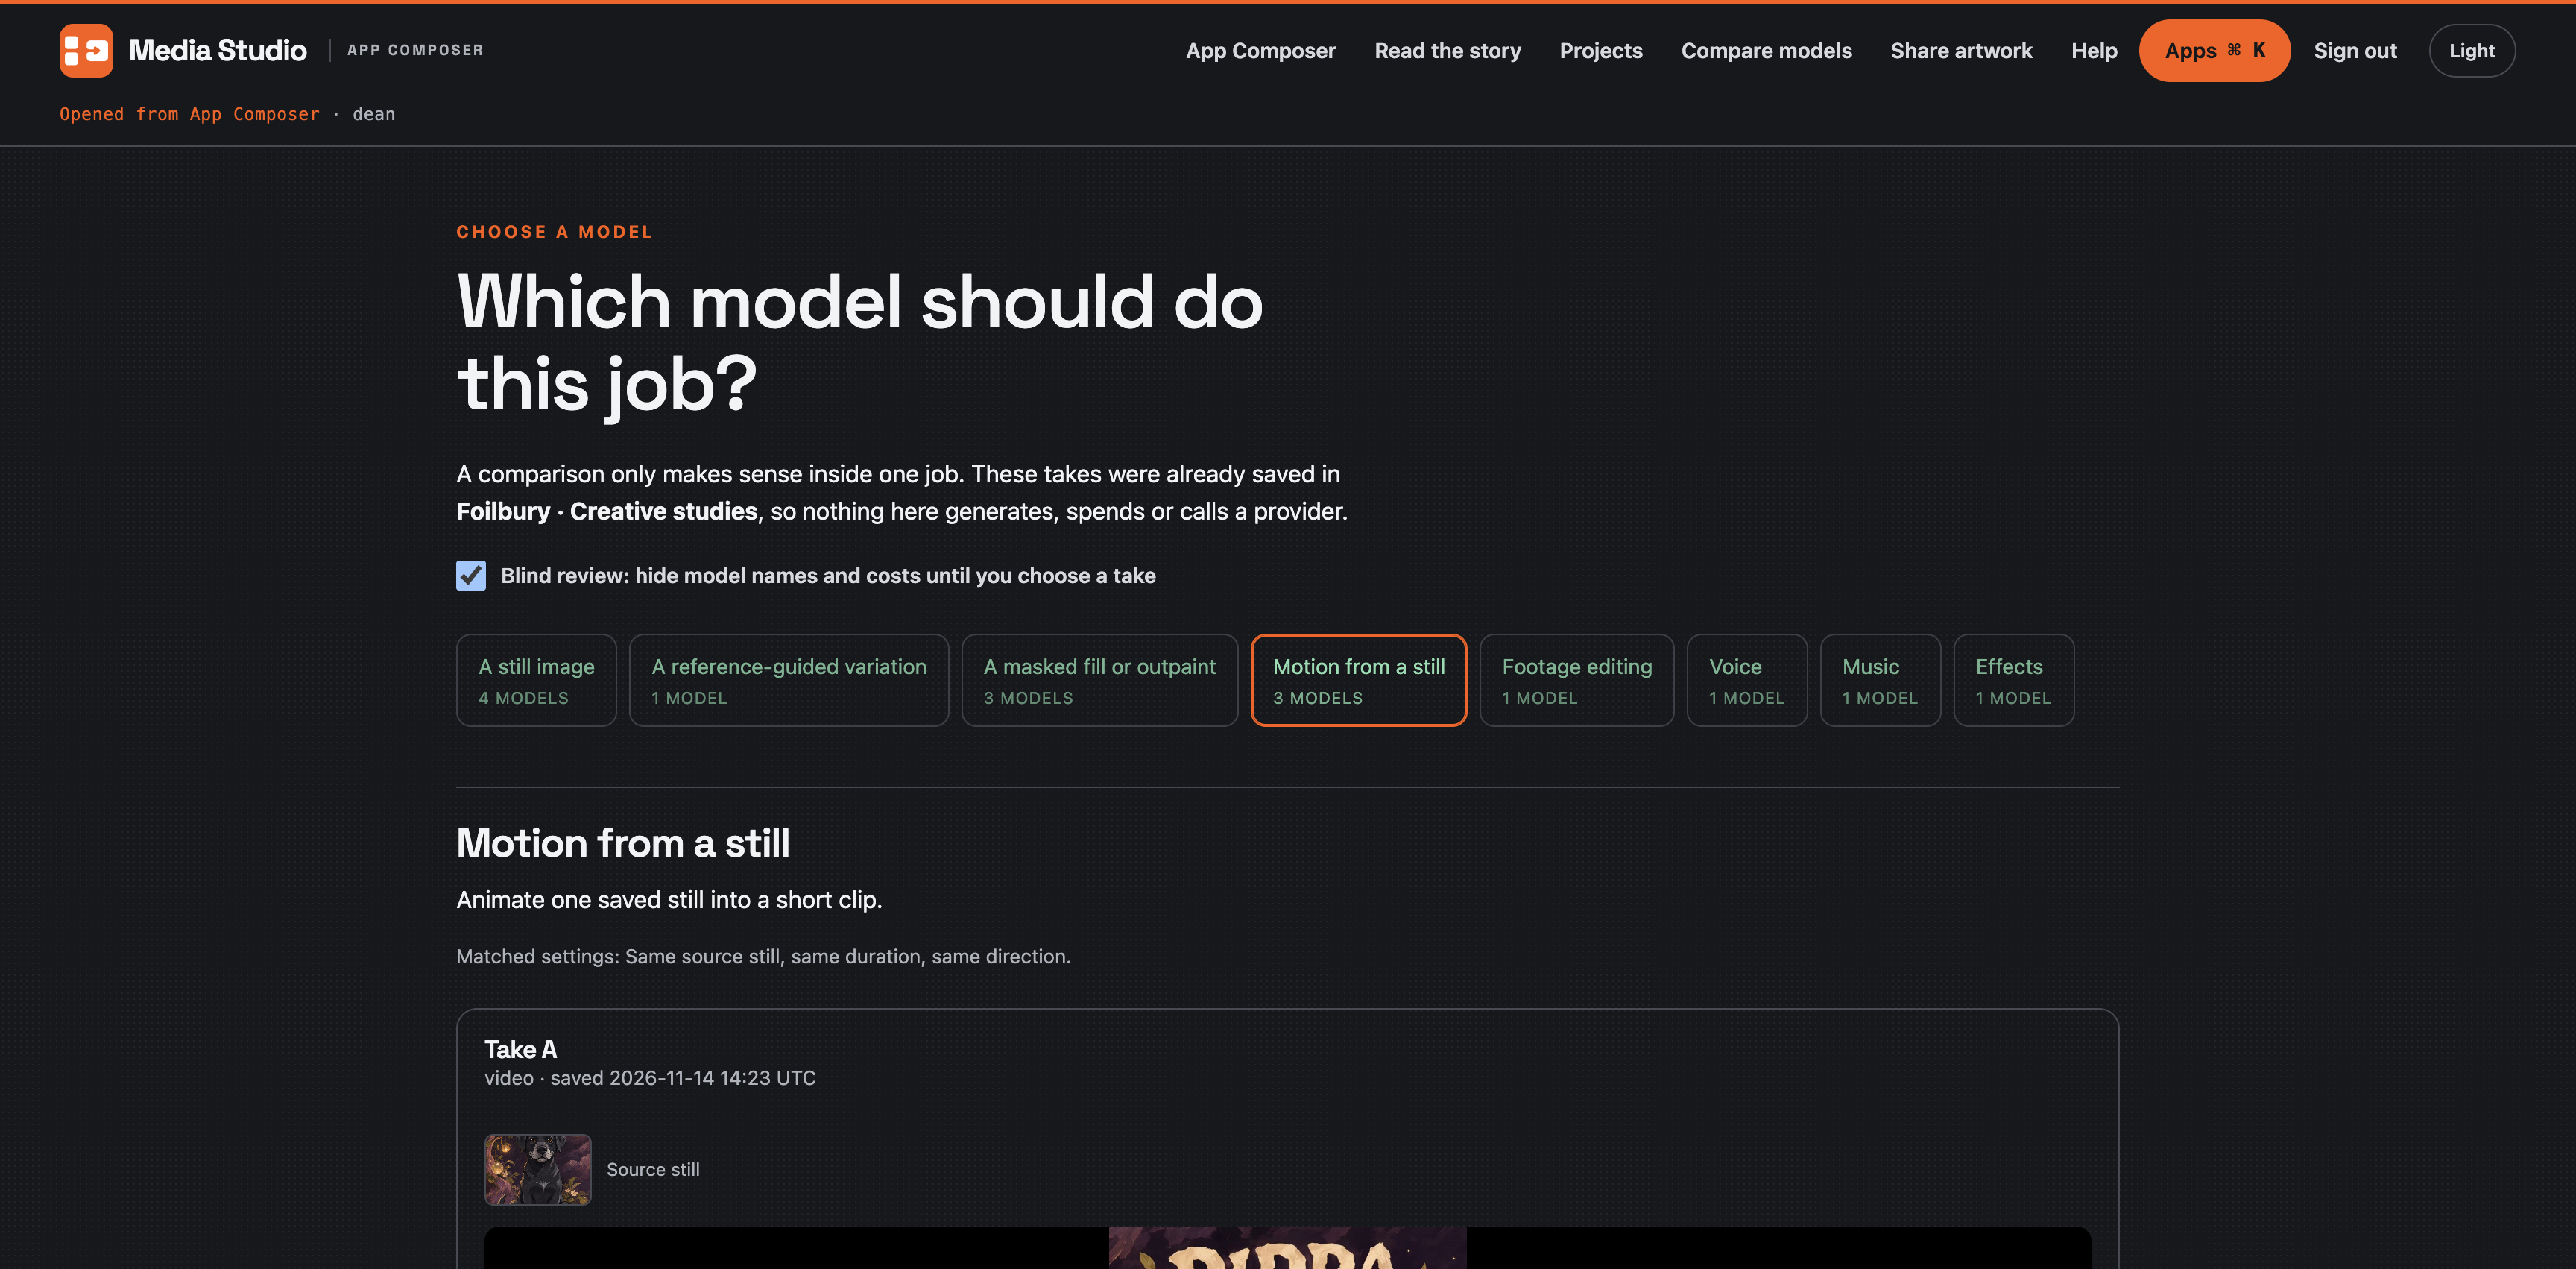 Media Studio
APP COMPOSER
App Composer
Read the story
Projects
Compare models
Share artwork
Help
Apps ⌘ K
Sign out
Light
Opened from App Composer · dean
CHOOSE A MODEL
Which model should do
this job?
A comparison only makes sense inside one job. These takes were already saved in
Foilbury · Creative studies, so nothing here generates, spends or calls a provider.
Blind review: hide model names and costs until you choose a take
A still image
4 MODELS
A reference-guided variation
1 MODEL
A masked fill or outpaint
3 MODELS
Motion from a still
3 MODELS
Footage editing
1 MODEL
Voice
1 MODEL
Music
1 MODEL
Effects
1 MODEL
Motion from a still
Animate one saved still into a short clip.
Matched settings: Same source still, same duration, same direction.
Take A
video · saved 2026-11-14 14:23 UTC
Source still